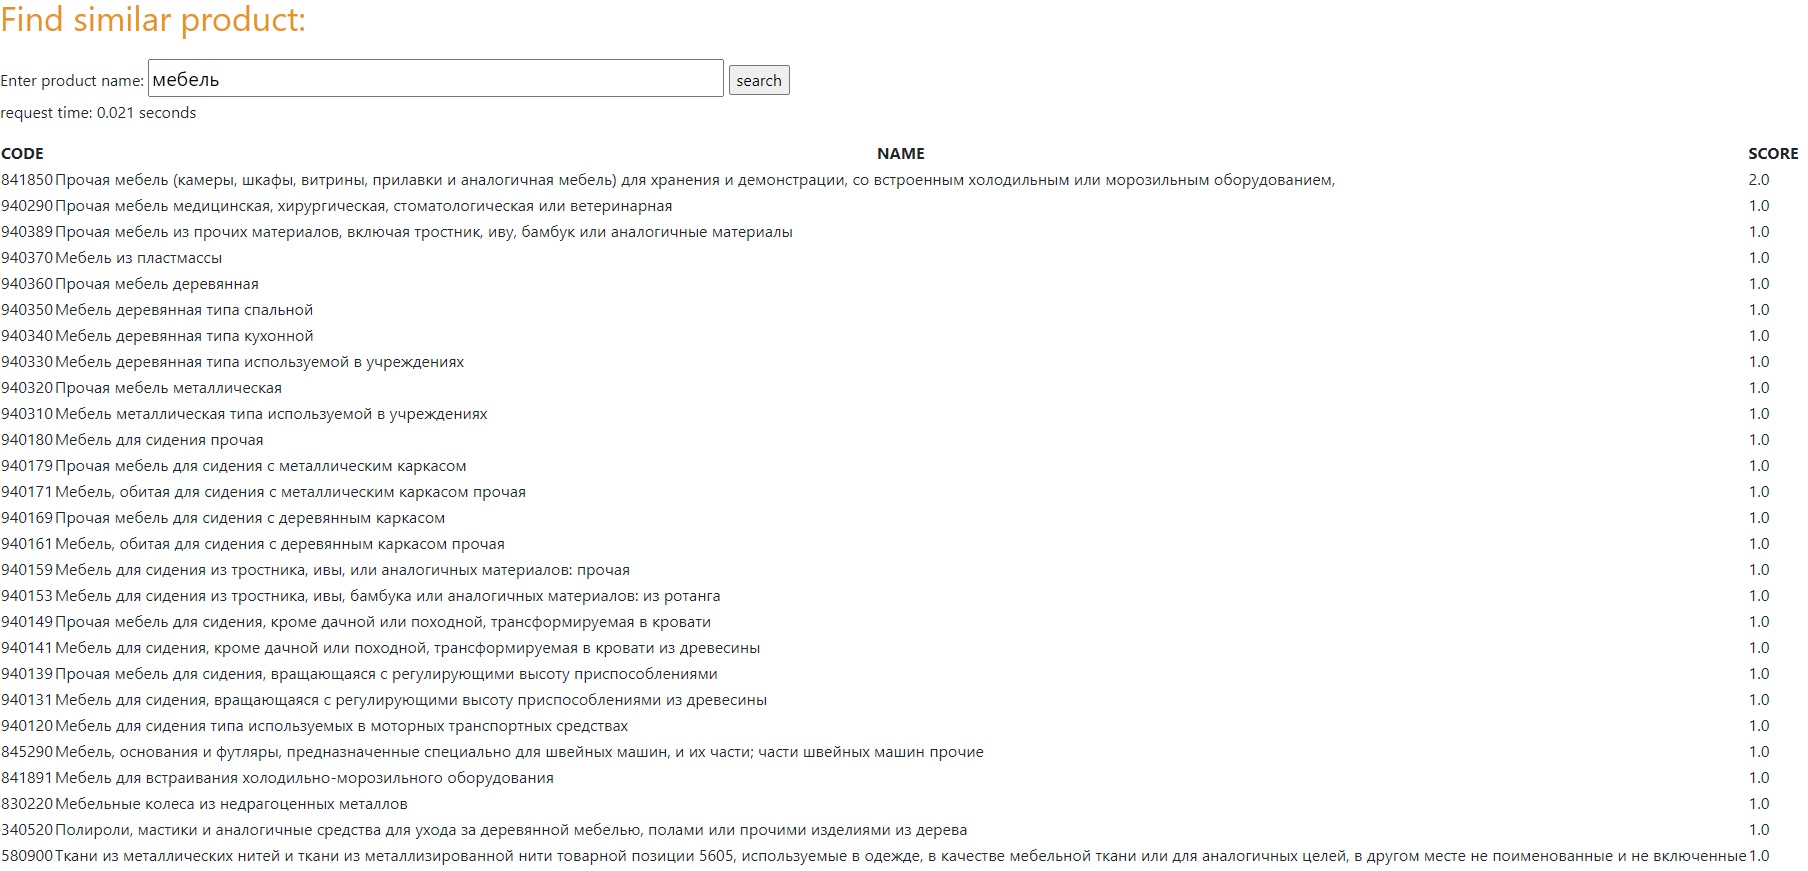 Find similar product:
Enter product name: мебель search
request time: 0.021 seconds
CODE NAME SCORE
841850 Прочая мебель (камеры, шкафы, витрины, прилавки и аналогичная мебель) для хранения и демонстрации, со встроенным холодильным или морозильным оборудованием, 2.0
940290 Прочая мебель медицинская, хирургическая, стоматологическая или ветеринарная 1.0
940389 Прочая мебель из прочих материалов, включая тростник, иву, бамбук или аналогичные материалы 1.0
940370 Мебель из пластмассы 1.0
940360 Прочая мебель деревянная 1.0
940350 Мебель деревянная типа спальной 1.0
940340 Мебель деревянная типа кухонной 1.0
940330 Мебель деревянная типа используемой в учреждениях 1.0
940320 Прочая мебель металлическая 1.0
940310 Мебель металлическая типа используемой в учреждениях 1.0
940180 Мебель для сидения прочая 1.0
940179 Прочая мебель для сидения с металлическим каркасом 1.0
940171 Мебель, обитая для сидения с металлическим каркасом прочая 1.0
940169 Прочая мебель для сидения с деревянным каркасом 1.0
940161 Мебель, обитая для сидения с деревянным каркасом прочая 1.0
940159 Мебель для сидения из тростника, ивы, или аналогичных материалов: прочая 1.0
940153 Мебель для сидения из тростника, ивы, бамбука или аналогичных материалов: из ротанга 1.0
940149 Прочая мебель для сидения, кроме дачной или походной, трансформируемая в кровати 1.0
940141 Мебель для сидения, кроме дачной или походной, трансформируемая в кровати из древесины 1.0
940139 Прочая мебель для сидения, вращающаяся с регулирующими высоту приспособлениями 1.0
940131 Мебель для сидения, вращающаяся с регулирующими высоту приспособлениями из древесины 1.0
940120 Мебель для сидения типа используемых в моторных транспортных средствах 1.0
845290 Мебель, основания и футляры, предназначенные специально для швейных машин, и их части; части швейных машин прочие 1.0
841891 Мебель для встраивания холодильно-морозильного оборудования 1.0
830220 Мебельные колеса из недрагоценных металлов 1.0
340520 Полироли, мастики и аналогичные средства для ухода за деревянной мебелью, полами или прочими изделиями из дерева 1.0
580900 Ткани из металлических нитей и ткани из металлизированной нити товарной позиции 5605, используемые в одежде, в качестве мебельной ткани или для аналогичных целей, в другом месте не поименованные и не включенные 1.0